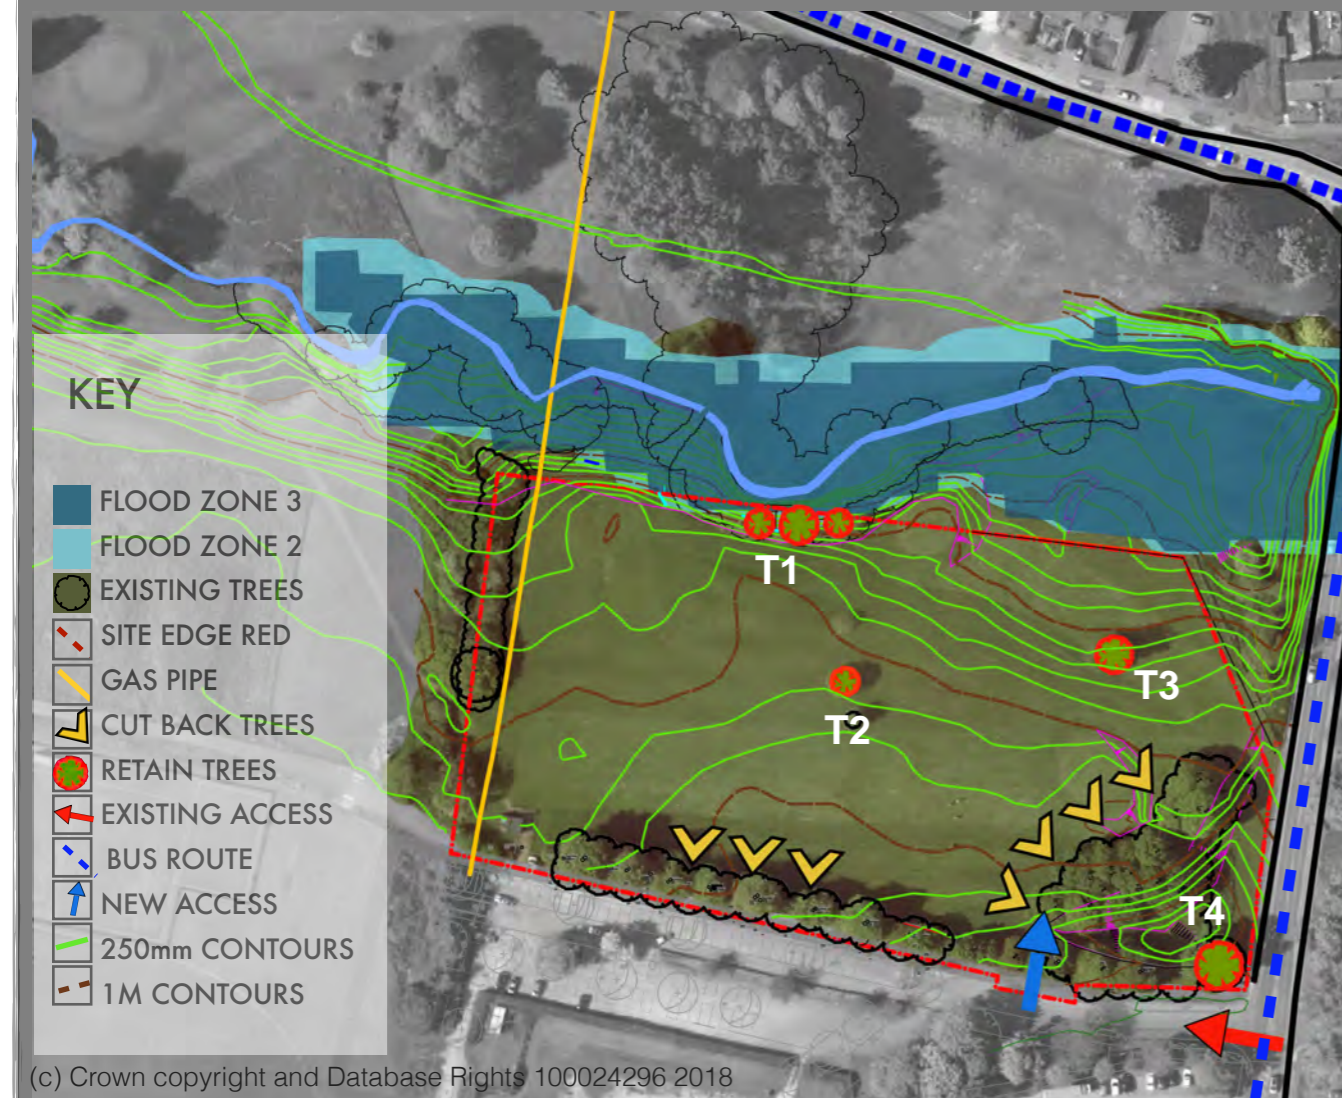 KEY
FLOOD ZONE 3
FLOOD ZONE 2
EXISTING TREES
SITE EDGE RED
GAS PIPE
CUT BACK TREES
RETAIN TREES
EXISTING ACCESS
BUS ROUTE
NEW ACCESS
250mm CONTOURS
1M CONTOURS
T1
T2
T3
T4
(c) Crown copyright and Database Rights 100024296 2018